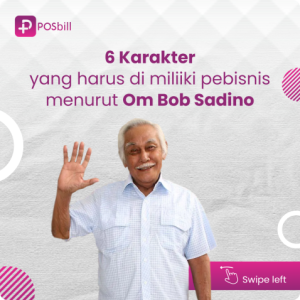 POSbill
6 Karakter
yang harus di miliiki pebisnis
menurut Om Bob Sadino
Swipe left